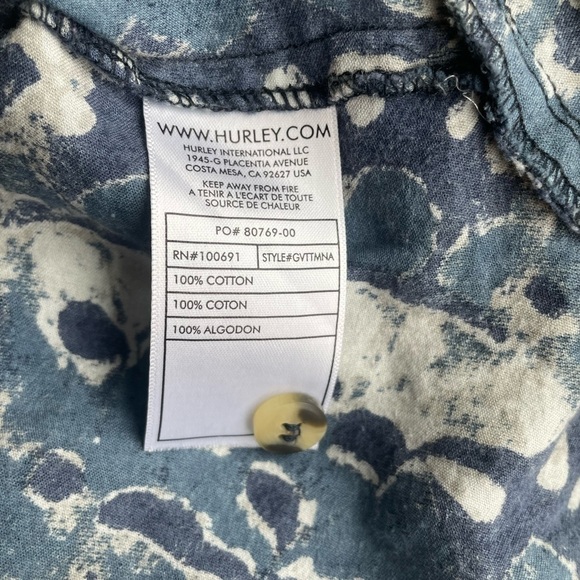 WWW.HURLEY.COM
HURLEY INTERNATIONAL LLC
1945-G PLACENTIA AVENUE
COSTA MESA, CA 92627 USA
KEEP AWAY FROM FIRE
A TENIR A L'ECART DE TOUTE
SOURCE DE CHALEUR
PO# 80769-00
RN#100691 STYLE#GVTTMNA
100% COTTON
100% COTON
100% ALGODON